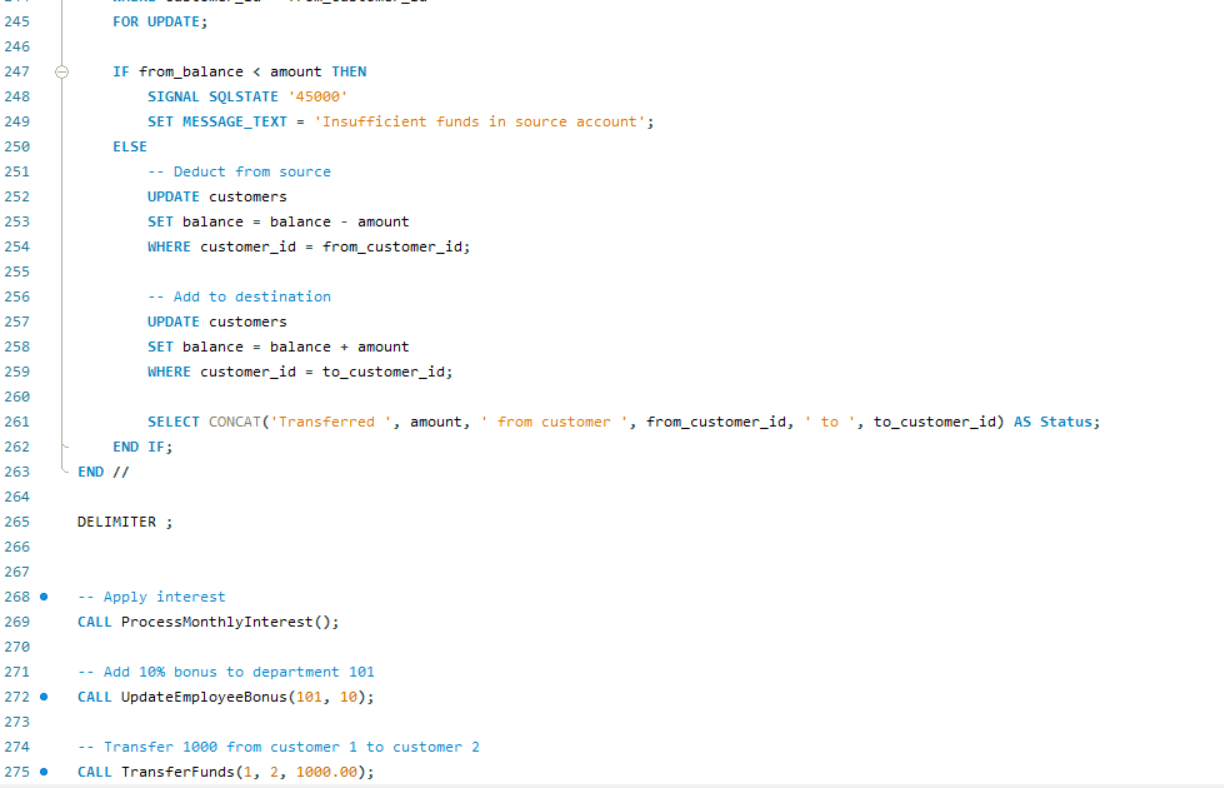 245 FOR UPDATE;
246
247 IF from_balance < amount THEN
248 SIGNAL SQLSTATE '45000'
249 SET MESSAGE_TEXT = 'Insufficient funds in source account';
250 ELSE
251 -- Deduct from source
252 UPDATE customers
253 SET balance = balance - amount
254 WHERE customer_id = from_customer_id;
255
256 -- Add to destination
257 UPDATE customers
258 SET balance = balance + amount
259 WHERE customer_id = to_customer_id;
260
261 SELECT CONCAT('Transferred ', amount, ' from customer ', from_customer_id, ' to ', to_customer_id) AS Status;
262 END IF;
263 END //
264
265 DELIMITER ;
266
267
268 -- Apply interest
269 CALL ProcessMonthlyInterest();
270
271 -- Add 10% bonus to department 101
272 CALL UpdateEmployeeBonus(101, 10);
273
274 -- Transfer 1000 from customer 1 to customer 2
275 CALL TransferFunds(1, 2, 1000.00);